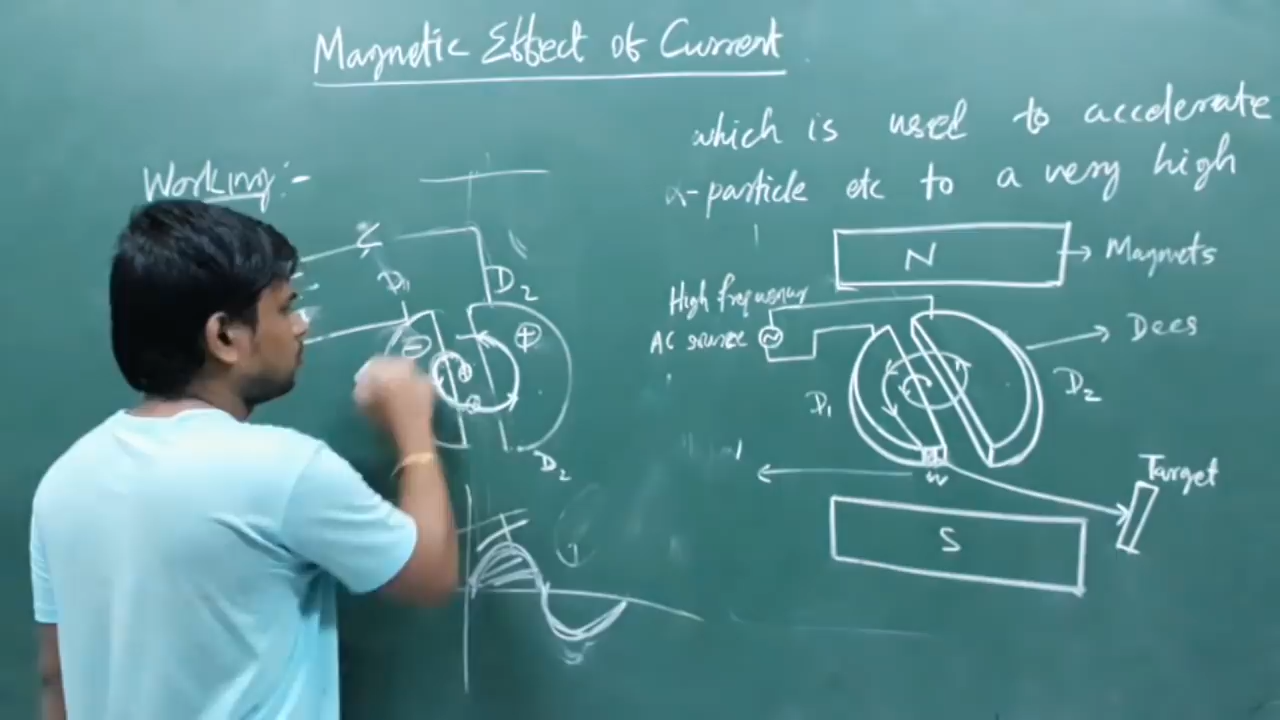 Magnetic Effect of Current
which is used to accelerate
α-particle etc to a very high
Working:-
D₁
D₂
⊖
+
D₂
N
Magnets
High frequency
AC source
Dees
D₁
D₂
W
Target
S